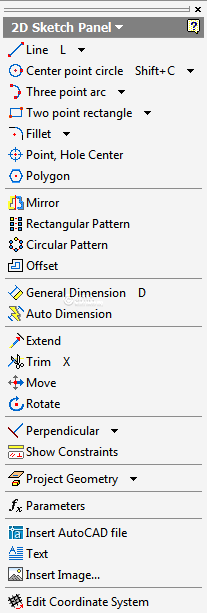 2D Sketch Panel
Line L
Center point circle Shift+C
Three point arc
Two point rectangle
Fillet
Point, Hole Center
Polygon
Mirror
Rectangular Pattern
Circular Pattern
Offset
General Dimension D
Auto Dimension
Extend
Trim X
Move
Rotate
Perpendicular
Show Constraints
Project Geometry
fx Parameters
Insert AutoCAD file
Text
Insert Image...
Edit Coordinate System